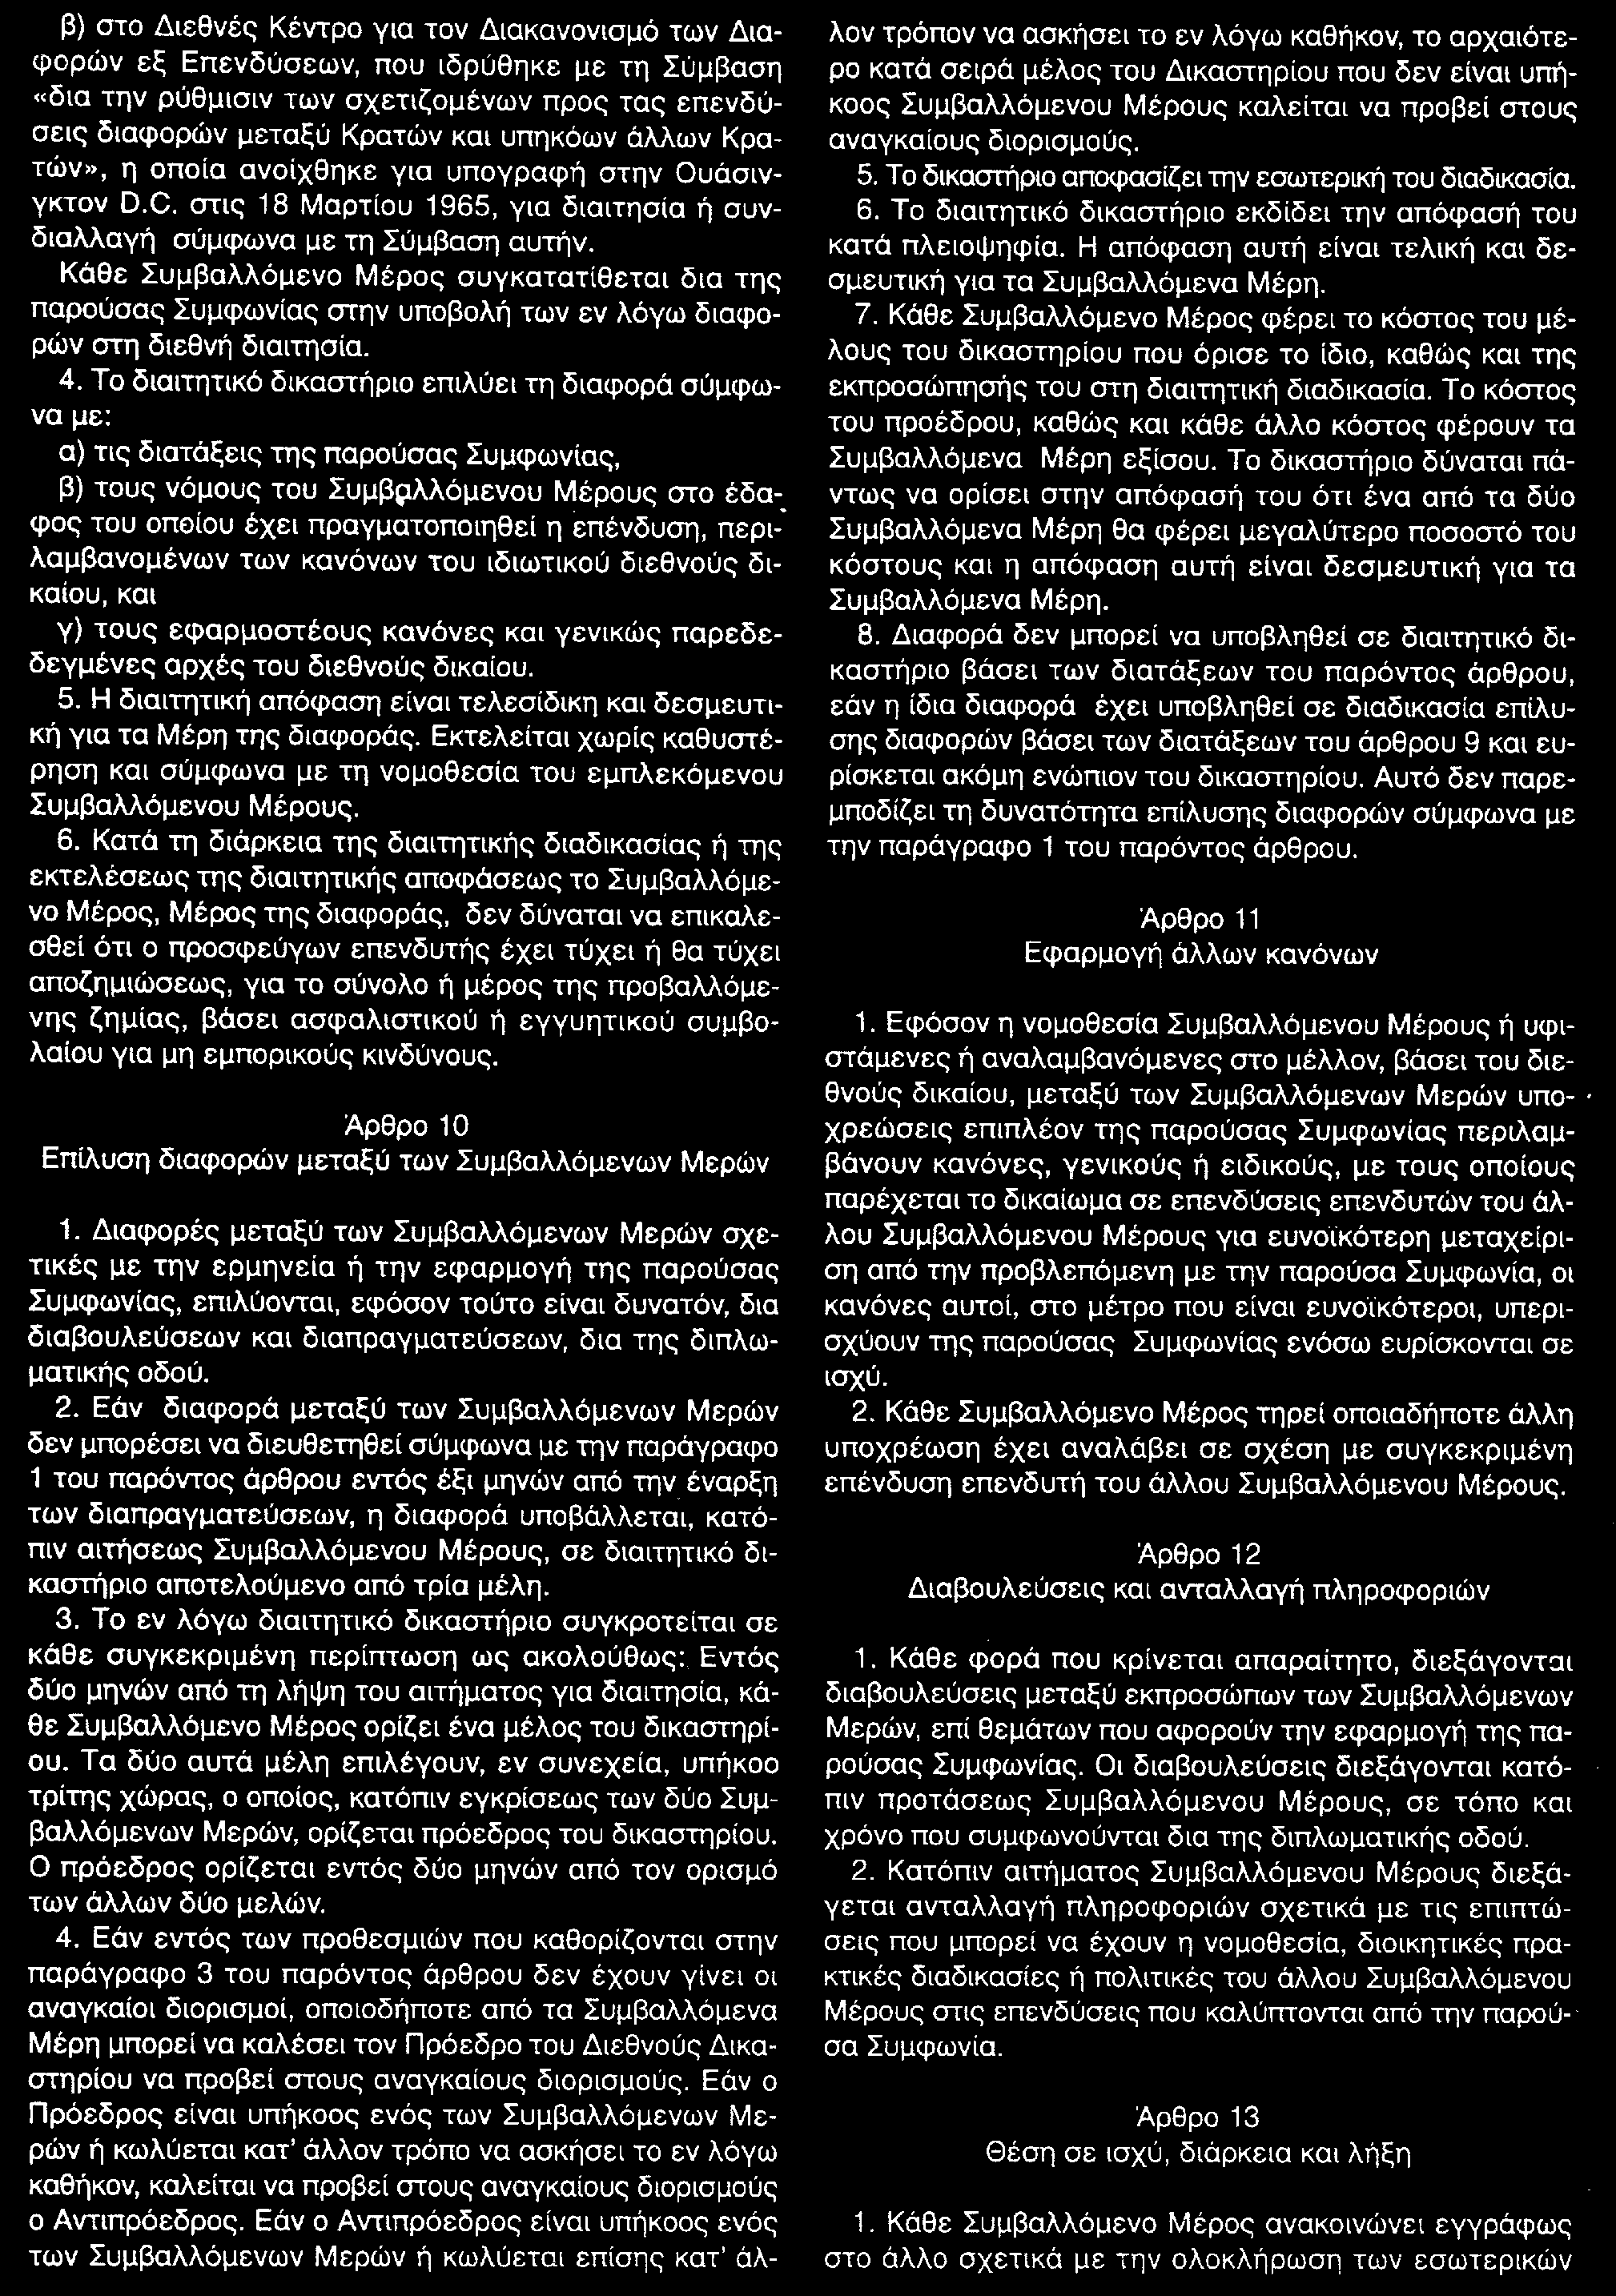 β) στο Διεθνές Κέντρο για τον Διακανονισμό των Δια-
φορών εξ Επενδύσεων, που ιδρύθηκε με τη Σύμβαση
«δια την ρύθμισιν των σχετιζομένων προς τας επενδύ-
σεις διαφορών μεταξύ Κρατών και υπηκόων άλλων Κρα-
τών», η οποία ανοίχθηκε για υπογραφή στην Ουάσιν-
γκτον D.C. στις 18 Μαρτίου 1965, για διαιτησία ή συν-
διαλλαγή σύμφωνα με τη Σύμβαση αυτήν.
Κάθε Συμβαλλόμενο Μέρος συγκατατίθεται δια της
παρούσας Συμφωνίας στην υποβολή των εν λόγω διαφο-
ρών στη διεθνή διαιτησία.
4. Το διαιτητικό δικαστήριο επιλύει τη διαφορά σύμφω-
να με:
α) τις διατάξεις της παρούσας Συμφωνίας,
β) τους νόμους του Συμβαλλόμενου Μέρους στο έδα-
φος του οποίου έχει πραγματοποιηθεί η επένδυση, περι-
λαμβανομένων των κανόνων του ιδιωτικού διεθνούς δι-
καίου, και
γ) τους εφαρμοστέους κανόνες και γενικώς παρεδε-
δεγμένες αρχές του διεθνούς δικαίου.
5. Η διαιτητική απόφαση είναι τελεσίδικη και δεσμευτι-
κή για τα Μέρη της διαφοράς. Εκτελείται χωρίς καθυστέ-
ρηση και σύμφωνα με τη νομοθεσία του εμπλεκόμενου
Συμβαλλόμενου Μέρους.
6. Κατά τη διάρκεια της διαιτητικής διαδικασίας ή της
εκτελέσεως της διαιτητικής αποφάσεως το Συμβαλλόμε-
νο Μέρος, Μέρος της διαφοράς, δεν δύναται να επικαλε-
σθεί ότι ο προσφεύγων επενδυτής έχει τύχει ή θα τύχει
αποζημιώσεως, για το σύνολο ή μέρος της προβαλλόμε-
νης ζημίας, βάσει ασφαλιστικού ή εγγυητικού συμβο-
λαίου για μη εμπορικούς κινδύνους.
Άρθρο 10
Επίλυση διαφορών μεταξύ των Συμβαλλόμενων Μερών
1. Διαφορές μεταξύ των Συμβαλλόμενων Μερών σχε-
τικές με την ερμηνεία ή την εφαρμογή της παρούσας
Συμφωνίας, επιλύονται, εφόσον τούτο είναι δυνατόν, δια
διαβουλεύσεων και διαπραγματεύσεων, δια της διπλω-
ματικής οδού.
2. Εάν διαφορά μεταξύ των Συμβαλλόμενων Μερών
δεν μπορέσει να διευθετηθεί σύμφωνα με την παράγραφο
1 του παρόντος άρθρου εντός έξι μηνών από την έναρξη
των διαπραγματεύσεων, η διαφορά υποβάλλεται, κατό-
πιν αιτήσεως Συμβαλλόμενου Μέρους, σε διαιτητικό δι-
καστήριο αποτελούμενο από τρία μέλη.
3. Το εν λόγω διαιτητικό δικαστήριο συγκροτείται σε
κάθε συγκεκριμένη περίπτωση ως ακολούθως: Εντός
δύο μηνών από τη λήψη του αιτήματος για διαιτησία, κά-
θε Συμβαλλόμενο Μέρος ορίζει ένα μέλος του δικαστηρί-
ου. Τα δύο αυτά μέλη επιλέγουν, εν συνεχεία, υπήκοο
τρίτης χώρας, ο οποίος, κατόπιν εγκρίσεως των δύο Συμ-
βαλλόμενων Μερών, ορίζεται πρόεδρος του δικαστηρίου.
Ο πρόεδρος ορίζεται εντός δύο μηνών από τον ορισμό
των άλλων δύο μελών.
4. Εάν εντός των προθεσμιών που καθορίζονται στην
παράγραφο 3 του παρόντος άρθρου δεν έχουν γίνει οι
αναγκαίοι διορισμοί, οποιοδήποτε από τα Συμβαλλόμενα
Μέρη μπορεί να καλέσει τον Πρόεδρο του Διεθνούς Δικα-
στηρίου να προβεί στους αναγκαίους διορισμούς. Εάν ο
Πρόεδρος είναι υπήκοος ενός των Συμβαλλόμενων Με-
ρών ή κωλύεται κατ' άλλον τρόπο να ασκήσει το εν λόγω
καθήκον, καλείται να προβεί στους αναγκαίους διορισμούς
ο Αντιπρόεδρος. Εάν ο Αντιπρόεδρος είναι υπήκοος ενός
των Συμβαλλόμενων Μερών ή κωλύεται επίσης κατ' άλ-
λον τρόπον να ασκήσει το εν λόγω καθήκον, το αρχαιότε-
ρο κατά σειρά μέλος του Δικαστηρίου που δεν είναι υπή-
κοος Συμβαλλόμενου Μέρους καλείται να προβεί στους
αναγκαίους διορισμούς.
5. Το δικαστήριο αποφασίζει την εσωτερική του διαδικασία.
6. Το διαιτητικό δικαστήριο εκδίδει την απόφασή του
κατά πλειοψηφία. Η απόφαση αυτή είναι τελική και δε-
σμευτική για τα Συμβαλλόμενα Μέρη.
7. Κάθε Συμβαλλόμενο Μέρος φέρει το κόστος του μέ-
λους του δικαστηρίου που όρισε το ίδιο, καθώς και της
εκπροσώπησής του στη διαιτητική διαδικασία. Το κόστος
του προέδρου, καθώς και κάθε άλλο κόστος φέρουν τα
Συμβαλλόμενα Μέρη εξίσου. Το δικαστήριο δύναται πά-
ντως να ορίσει στην απόφασή του ότι ένα από τα δύο
Συμβαλλόμενα Μέρη θα φέρει μεγαλύτερο ποσοστό του
κόστους και η απόφαση αυτή είναι δεσμευτική για τα
Συμβαλλόμενα Μέρη.
8. Διαφορά δεν μπορεί να υποβληθεί σε διαιτητικό δι-
καστήριο βάσει των διατάξεων του παρόντος άρθρου,
εάν η ίδια διαφορά έχει υποβληθεί σε διαδικασία επίλυ-
σης διαφορών βάσει των διατάξεων του άρθρου 9 και ευ-
ρίσκεται ακόμη ενώπιον του δικαστηρίου. Αυτό δεν παρε-
μποδίζει τη δυνατότητα επίλυσης διαφορών σύμφωνα με
την παράγραφο 1 του παρόντος άρθρου.
Άρθρο 11
Εφαρμογή άλλων κανόνων
1. Εφόσον η νομοθεσία Συμβαλλόμενου Μέρους ή υφι-
στάμενες ή αναλαμβανόμενες στο μέλλον, βάσει του διε-
θνούς δικαίου, μεταξύ των Συμβαλλόμενων Μερών υπο-
χρεώσεις επιπλέον της παρούσας Συμφωνίας περιλαμ-
βάνουν κανόνες, γενικούς ή ειδικούς, με τους οποίους
παρέχεται το δικαίωμα σε επενδύσεις επενδυτών του άλ-
λου Συμβαλλόμενου Μέρους για ευνοϊκότερη μεταχείρι-
ση από την προβλεπόμενη με την παρούσα Συμφωνία, οι
κανόνες αυτοί, στο μέτρο που είναι ευνοϊκότεροι, υπερι-
σχύουν της παρούσας Συμφωνίας ενόσω ευρίσκονται σε
ισχύ.
2. Κάθε Συμβαλλόμενο Μέρος τηρεί οποιαδήποτε άλλη
υποχρέωση έχει αναλάβει σε σχέση με συγκεκριμένη
επένδυση επενδυτή του άλλου Συμβαλλόμενου Μέρους.
Άρθρο 12
Διαβουλεύσεις και ανταλλαγή πληροφοριών
1. Κάθε φορά που κρίνεται απαραίτητο, διεξάγονται
διαβουλεύσεις μεταξύ εκπροσώπων των Συμβαλλόμενων
Μερών, επί θεμάτων που αφορούν την εφαρμογή της πα-
ρούσας Συμφωνίας. Οι διαβουλεύσεις διεξάγονται κατό-
πιν προτάσεως Συμβαλλόμενου Μέρους, σε τόπο και
χρόνο που συμφωνούνται δια της διπλωματικής οδού.
2. Κατόπιν αιτήματος Συμβαλλόμενου Μέρους διεξά-
γεται ανταλλαγή πληροφοριών σχετικά με τις επιπτώ-
σεις που μπορεί να έχουν η νομοθεσία, διοικητικές πρα-
κτικές διαδικασίες ή πολιτικές του άλλου Συμβαλλόμενου
Μέρους στις επενδύσεις που καλύπτονται από την παρού-
σα Συμφωνία.
Άρθρο 13
Θέση σε ισχύ, διάρκεια και λήξη
1. Κάθε Συμβαλλόμενο Μέρος ανακοινώνει εγγράφως
στο άλλο σχετικά με την ολοκλήρωση των εσωτερικών